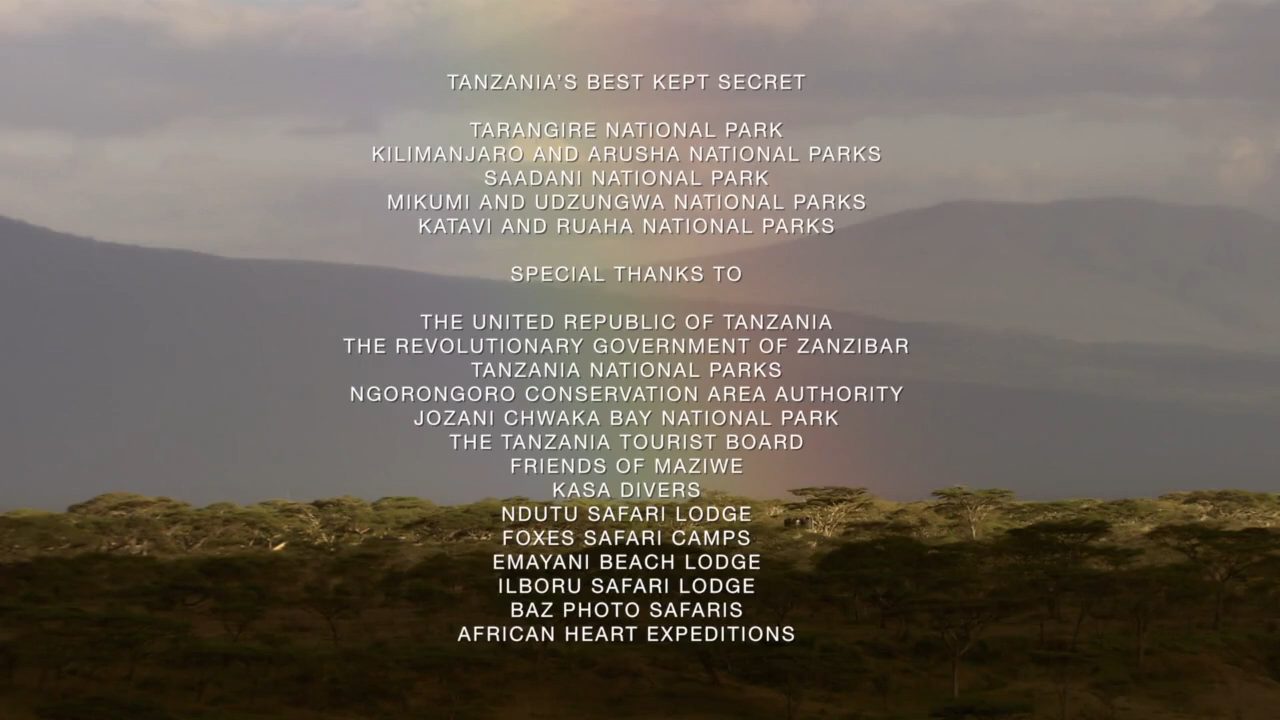 TANZANIA'S BEST KEPT SECRET
TARANGIRE NATIONAL PARK
KILIMANJARO AND ARUSHA NATIONAL PARKS
SAADANI NATIONAL PARK
MIKUMI AND UDZUNGWA NATIONAL PARKS
KATAVI AND RUAHA NATIONAL PARKS
SPECIAL THANKS TO
THE UNITED REPUBLIC OF TANZANIA
THE REVOLUTIONARY GOVERNMENT OF ZANZIBAR
TANZANIA NATIONAL PARKS
NGORONGORO CONSERVATION AREA AUTHORITY
JOZANI CHWAKA BAY NATIONAL PARK
THE TANZANIA TOURIST BOARD
FRIENDS OF MAZIWE
KASA DIVERS
NDUTU SAFARI LODGE
FOXES SAFARI CAMPS
EMAYANI BEACH LODGE
ILBORU SAFARI LODGE
BAZ PHOTO SAFARIS
AFRICAN HEART EXPEDITIONS